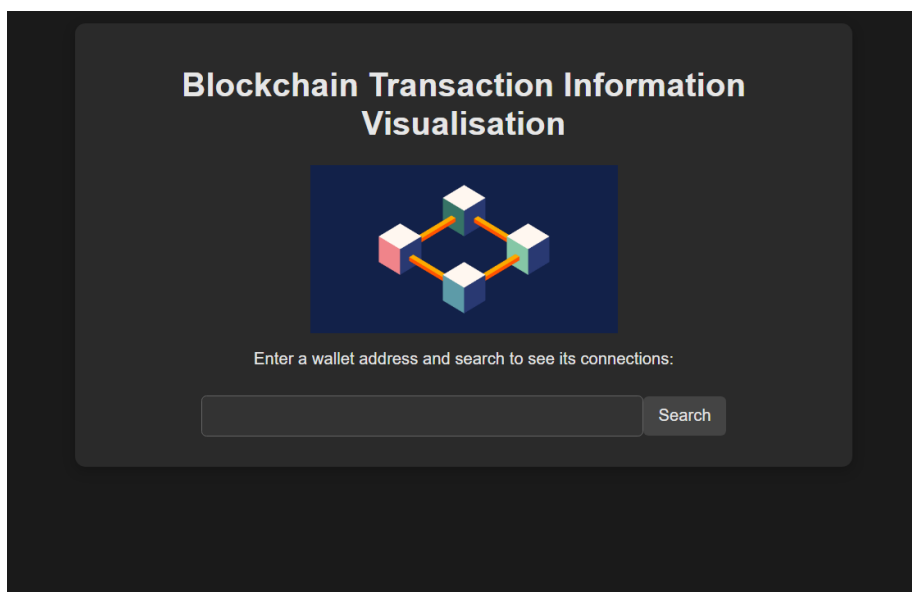 Blockchain Transaction Information
Visualisation
Enter a wallet address and search to see its connections:
Search